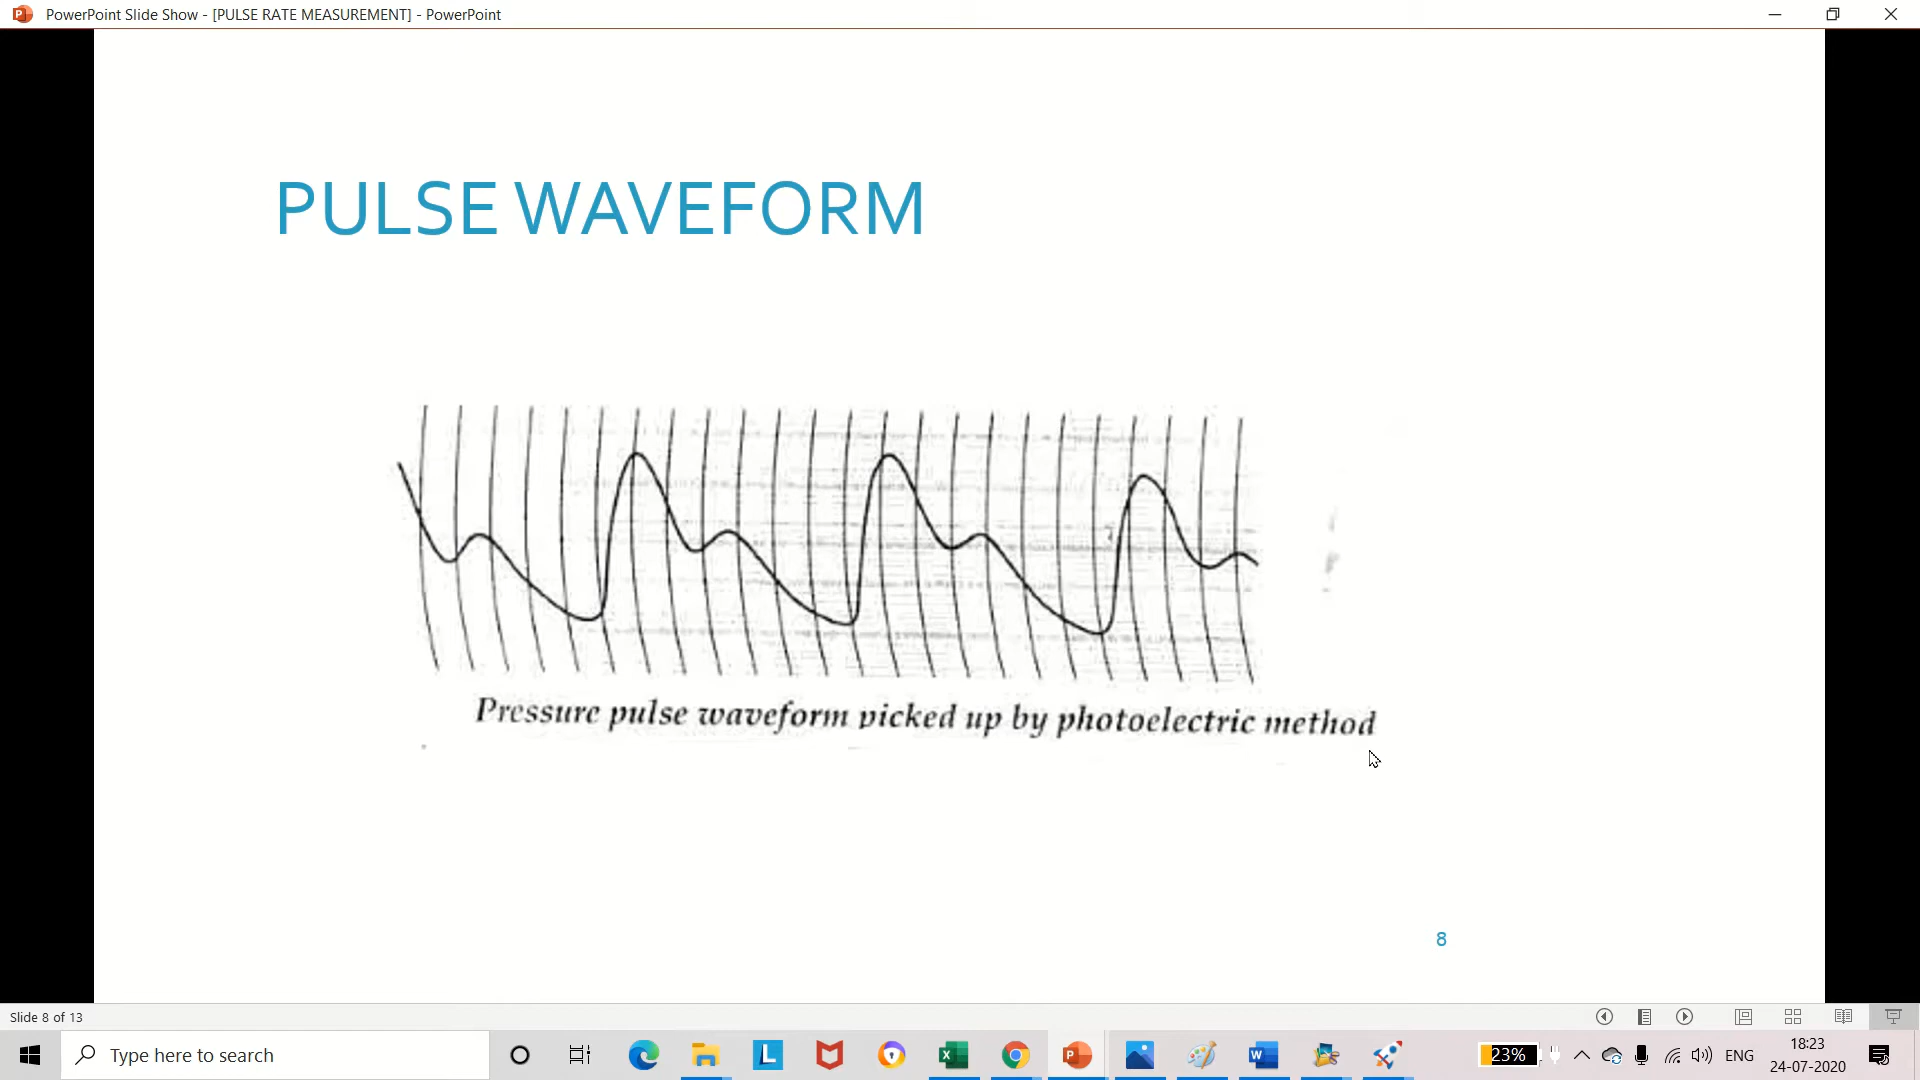 PowerPoint Slide Show - [PULSE RATE MEASUREMENT] - PowerPoint
PULSE WAVEFORM
Pressure pulse waveform picked up by photoelectric method
8
Slide 8 of 13
Type here to search
23%
ENG
18:23
24-07-2020